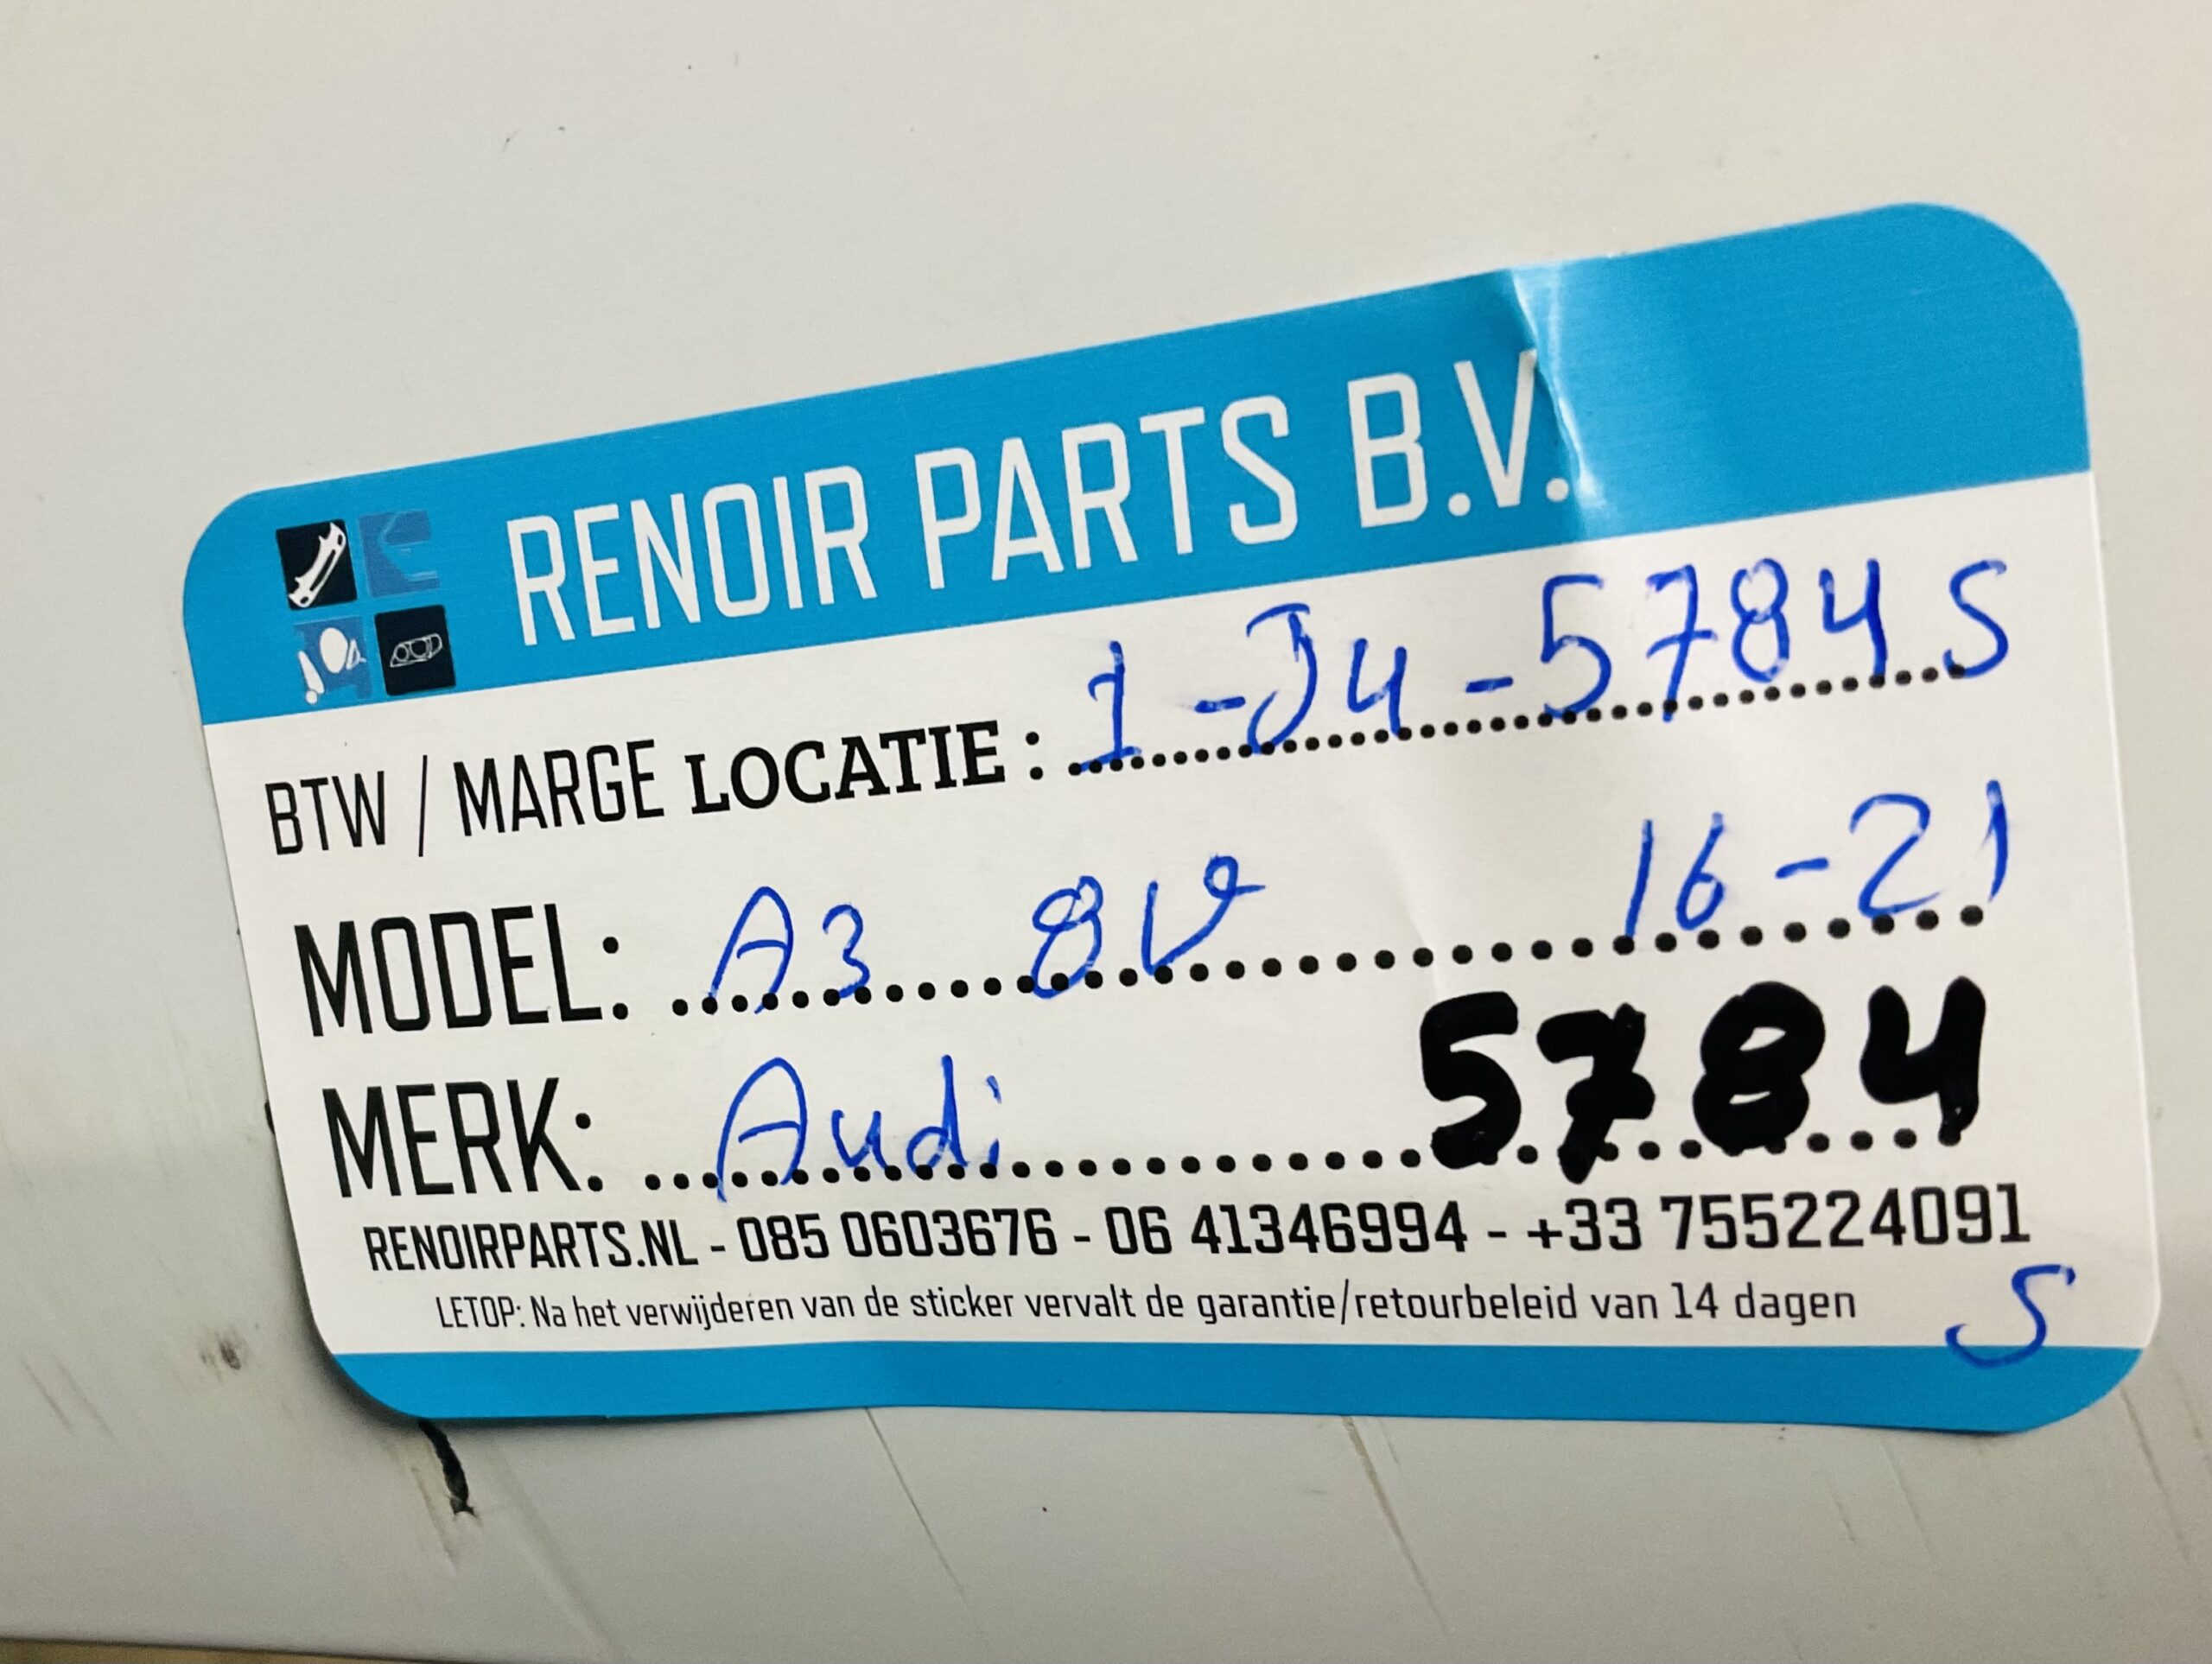 RENOIR PARTS B.V.
BTW / MARGE LOCATIE : 1-J4-5784 S
MODEL: A3 8V 16-21
MERK: Audi 5784
RENOIRPARTS.NL - 085 0603676 - 06 41346994 - +33 755224091
LETOP: Na het verwijderen van de sticker vervalt de garantie/retourbeleid van 14 dagen
S